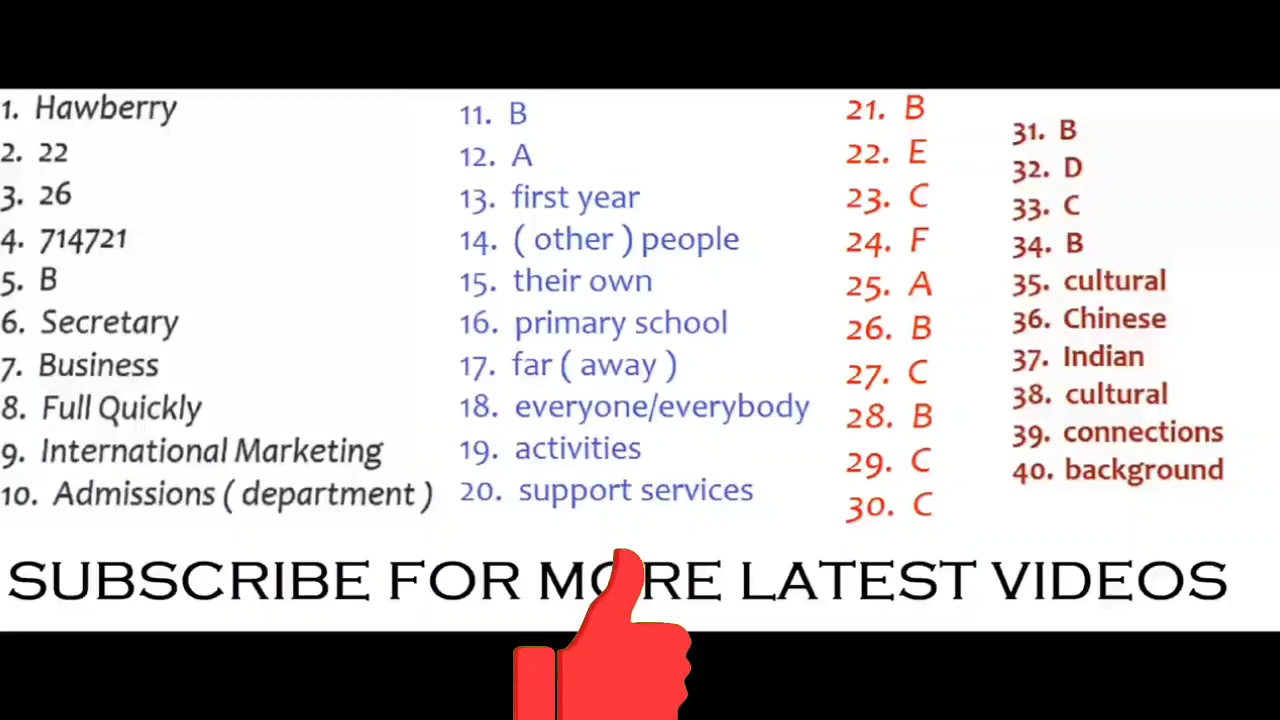 1. Hawberry
2. 22
3. 26
4. 714721
5. B
6. Secretary
7. Business
8. Full Quickly
9. International Marketing
10. Admissions ( department )
11. B
12. A
13. first year
14. ( other ) people
15. their own
16. primary school
17. far ( away )
18. everyone/everybody
19. activities
20. support services
21. B
22. E
23. C
24. F
25. A
26. B
27. C
28. B
29. C
30. C
31. B
32. D
33. C
34. B
35. cultural
36. Chinese
37. Indian
38. cultural
39. connections
40. background
SUBSCRIBE FOR MORE LATEST VIDEOS